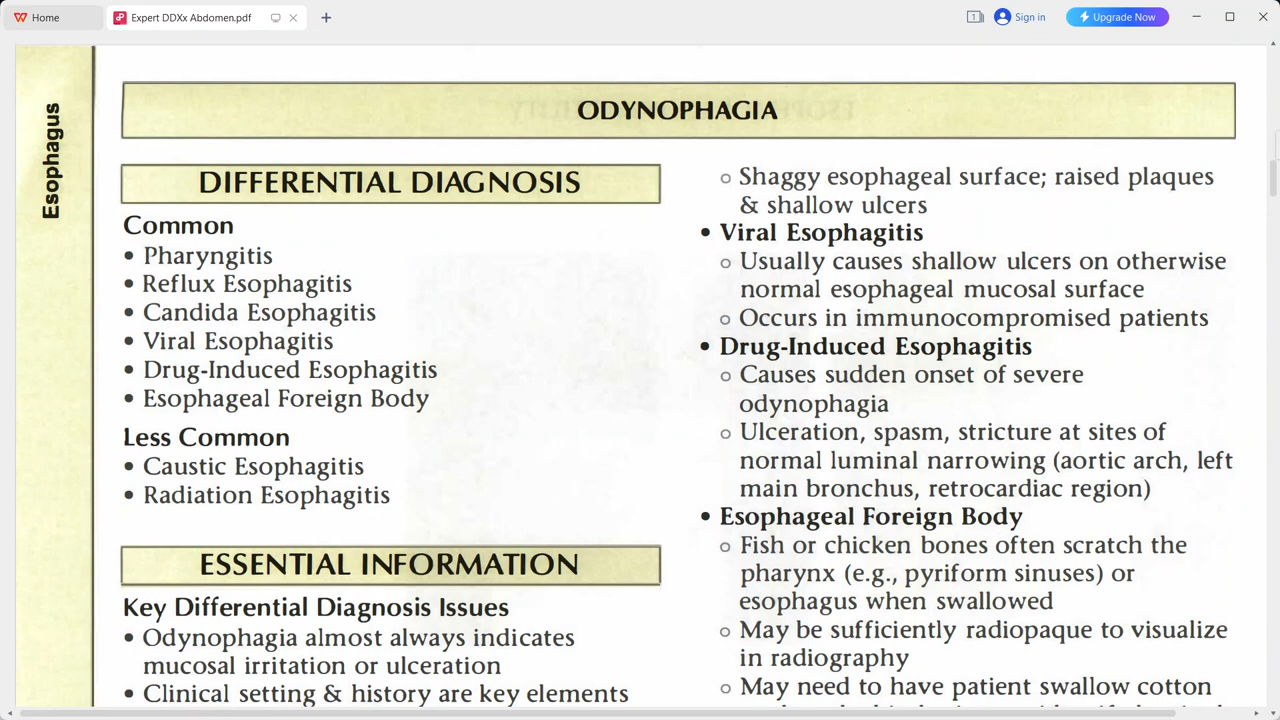 Home
Expert DDXx Abdomen.pdf
1
Sign in
Upgrade Now
Esophagus
ODYNOPHAGIA
DIFFERENTIAL DIAGNOSIS
Common
• Pharyngitis
• Reflux Esophagitis
• Candida Esophagitis
• Viral Esophagitis
• Drug-Induced Esophagitis
• Esophageal Foreign Body
Less Common
• Caustic Esophagitis
• Radiation Esophagitis
ESSENTIAL INFORMATION
Key Differential Diagnosis Issues
• Odynophagia almost always indicates
mucosal irritation or ulceration
• Clinical setting & history are key elements
○ Shaggy esophageal surface; raised plaques
& shallow ulcers
• Viral Esophagitis
○ Usually causes shallow ulcers on otherwise
normal esophageal mucosal surface
○ Occurs in immunocompromised patients
• Drug-Induced Esophagitis
○ Causes sudden onset of severe
odynophagia
○ Ulceration, spasm, stricture at sites of
normal luminal narrowing (aortic arch, left
main bronchus, retrocardiac region)
• Esophageal Foreign Body
○ Fish or chicken bones often scratch the
pharynx (e.g., pyriform sinuses) or
esophagus when swallowed
○ May be sufficiently radiopaque to visualize
in radiography
○ May need to have patient swallow cotton